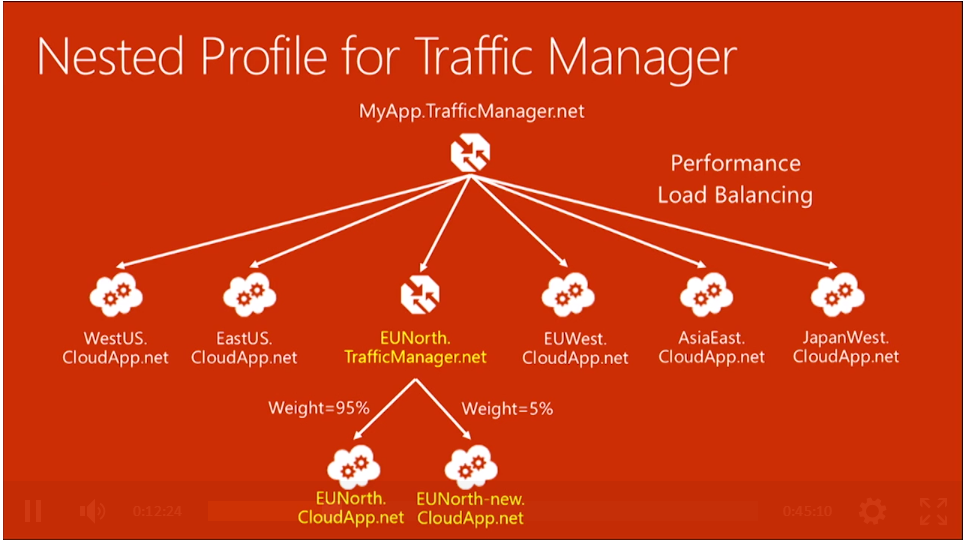 Nested Profile for Traffic Manager
MyApp.TrafficManager.net
Performance
Load Balancing
WestUS.
CloudApp.net
EastUS.
CloudApp.net
EUNorth.
TrafficManager.net
EUWest.
CloudApp.net
AsiaEast.
CloudApp.net
JapanWest.
CloudApp.net
Weight=95%
Weight=5%
EUNorth.
CloudApp.net
EUNorth-new.
CloudApp.net
0:12:24
0:45:10